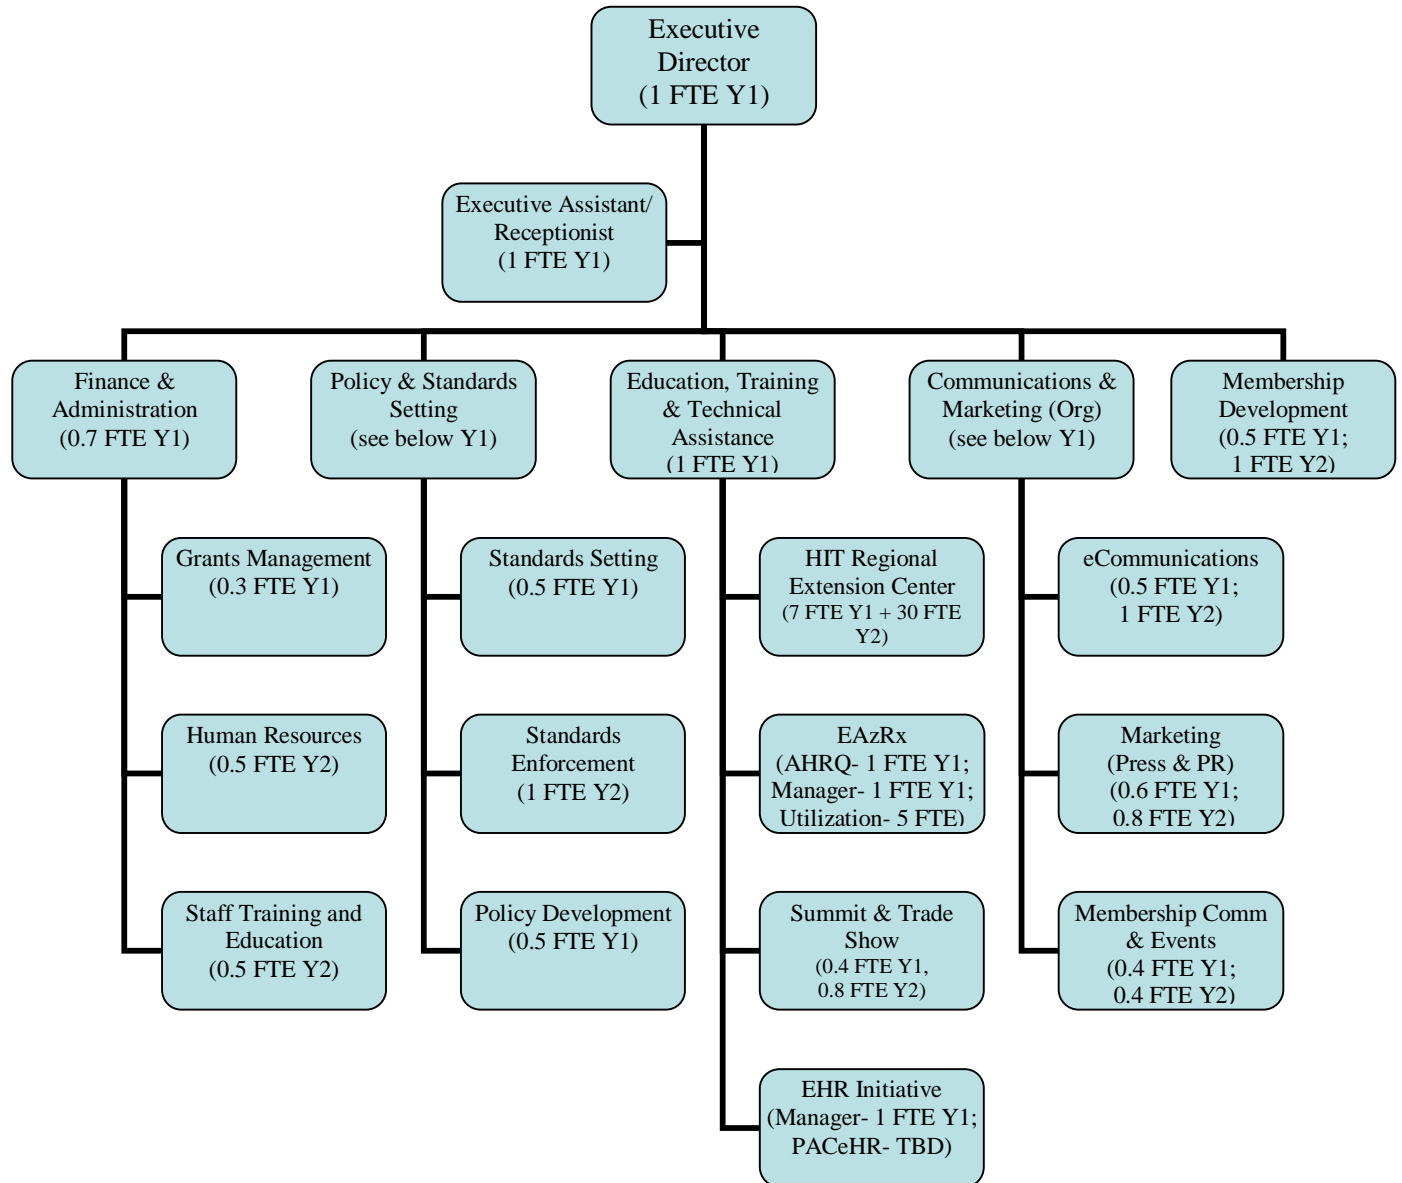 Executive
Director
(1 FTE Y1)
Executive Assistant/
Receptionist
(1 FTE Y1)
Finance &
Administration
(0.7 FTE Y1)
Policy & Standards
Setting
(see below Y1)
Education, Training
& Technical
Assistance
(1 FTE Y1)
Communications &
Marketing (Org)
(see below Y1)
Membership
Development
(0.5 FTE Y1;
1 FTE Y2)
Grants Management
(0.3 FTE Y1)
Standards Setting
(0.5 FTE Y1)
HIT Regional
Extension Center
(7 FTE Y1 + 30 FTE
Y2)
eCommunications
(0.5 FTE Y1;
1 FTE Y2)
Human Resources
(0.5 FTE Y2)
Standards
Enforcement
(1 FTE Y2)
EAzRx
(AHRQ- 1 FTE Y1;
Manager- 1 FTE Y1;
Utilization- 5 FTE)
Marketing
(Press & PR)
(0.6 FTE Y1;
0.8 FTE Y2)
Staff Training and
Education
(0.5 FTE Y2)
Policy Development
(0.5 FTE Y1)
Summit & Trade
Show
(0.4 FTE Y1,
0.8 FTE Y2)
Membership Comm
& Events
(0.4 FTE Y1;
0.4 FTE Y2)
EHR Initiative
(Manager- 1 FTE Y1;
PACeHR- TBD)